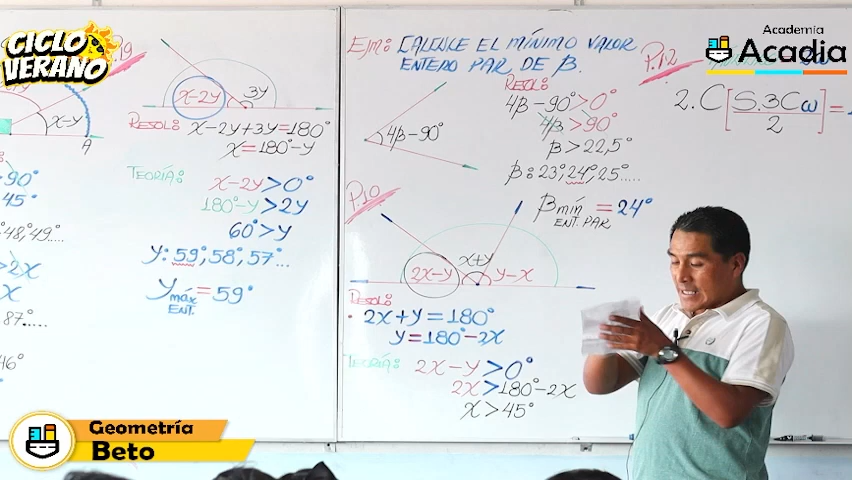 CICLO
VERANO
P.9
x-y
A
90°
45°
48°, 49°.....
>2x
x
87°.....
46°
x-2y
3y
RESOL: x-2y+3y=180°
x=180°-y
TEORÍA:
x-2y>0°
180°-y>2y
60°>y
y: 59°, 58°, 57°...
y máx ENT. =59°
Ejm: CALCULE EL MÍNIMO VALOR
ENTERO PAR DE β.
4β-90°
RESOL:
4β-90°>0°
4β>90°
β>22,5°
β: 23°, 24°, 25°.....
β mín ENT. PAR = 24°
P.10
x+y
2x-y
y-x
RESOL:
2x+y=180°
y=180°-2x
TEORÍA: 2x-y>0°
2x>180°-2x
x>45°
P.12
2.C[S.3Cω/2]=
Academia
Acadia
Geometría
Beto